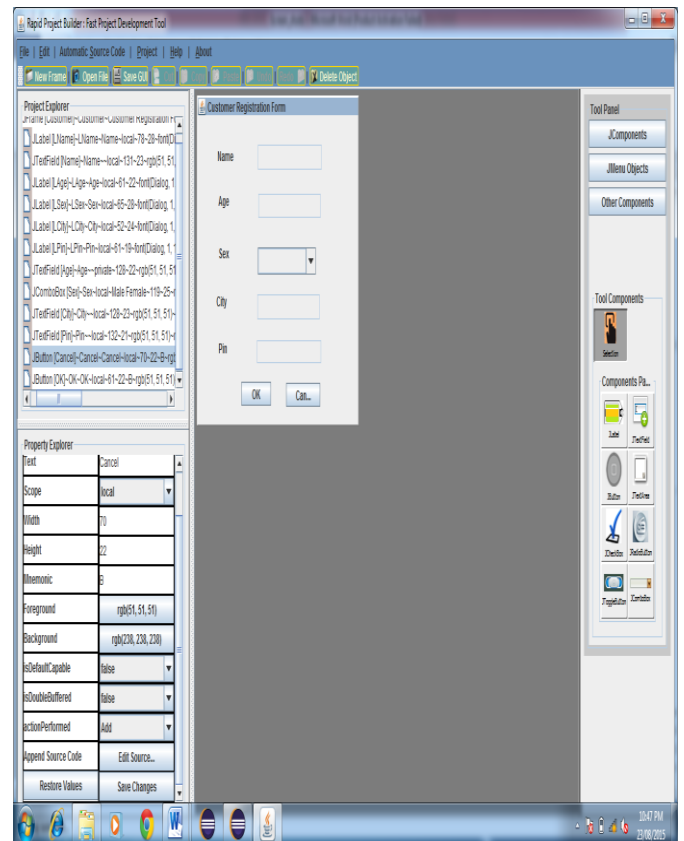 Rapid Project Builder : Fast Project Development Tool
File | Edit | Automatic Source Code | Project | Help | About
New Frame Open File Save GUI Delete Object
Project Explorer
JFrame [Customer]-Customer~Customer Registration F
JLabel [LName]-LName~Name~local~78~28~font(D
JTextField [Name]-Name~~local~131~23~rgb(51, 51,
JLabel [LAge]-LAge~Age~local~61~22~font(Dialog, 1
JLabel [LSex]-LSex~Sex~local~65~28~font(Dialog, 1,
JLabel [LCity]-LCity~City~local~52~24~font(Dialog, 1,
JLabel [LPin]-LPin~Pin~local~61~19~font(Dialog, 1, 1
JTextField [Age]-Age~~private~128~22~rgb(51, 51, 51
JComboBox [Sex]-Sex~local~Male Female~119~25~r
JTextField [City]-City~~local~128~23~rgb(51, 51, 51)~
JTextField [Pin]-Pin~~local~132~21~rgb(51, 51, 51)~r
JButton [Cancel]-Cancel~Cancel~local~70~22~B~rgb
JButton [OK]-OK~OK~local~61~22~B~rgb(51, 51, 51)
Property Explorer
Text Cancel
Scope local
Width 70
Height 22
Mnemonic B
Foreground rgb(51, 51, 51)
Background rgb(238, 238, 238)
isDefaultCapable false
isDoubleBuffered false
actionPerformed Add
Append Source Code Edit Source...
Restore Values Save Changes
Customer Registration Form
Name
Age
Sex
City
Pin
OK Can...
Tool Panel
JComponents
JMenu Objects
Other Components
Tool Components
Selection
Components Pa...
JLabel JTextField
JButton JTextArea
JCheckBox JRadioButton
JToggleButton JComboBox
10:47 PM
23/08/2015